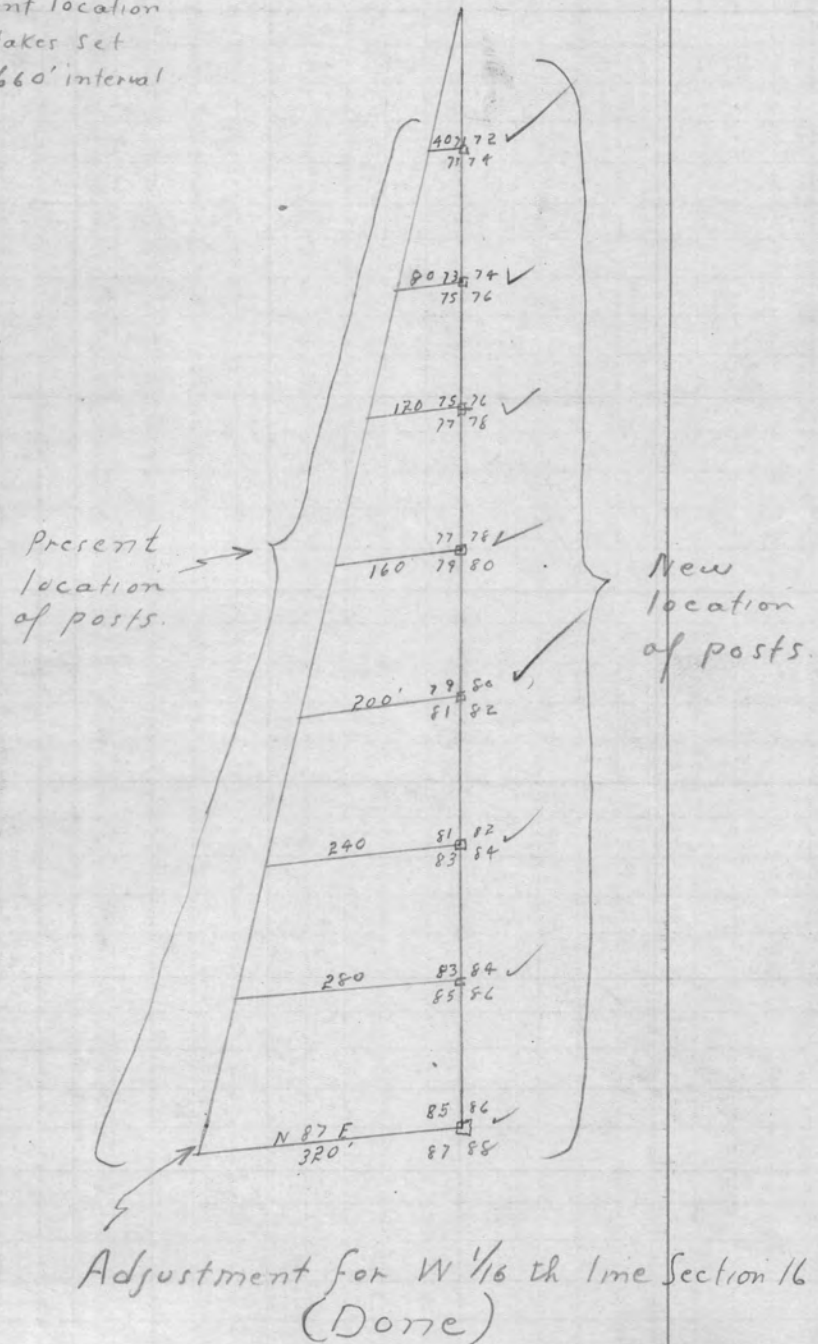 nt location
akes set
660' interval
40 71 72
71 74
80 73 74
75 76
120 75 76
77 78
77 78
160 79 80
Present
location
of posts.
New
location
of posts.
79 80
200' 81 82
81 82
240 83 84
83 84
280 85 86
85 86
N 87 E
320' 87 88
Adjustment for W 1/16 th line Section 16
(Done)